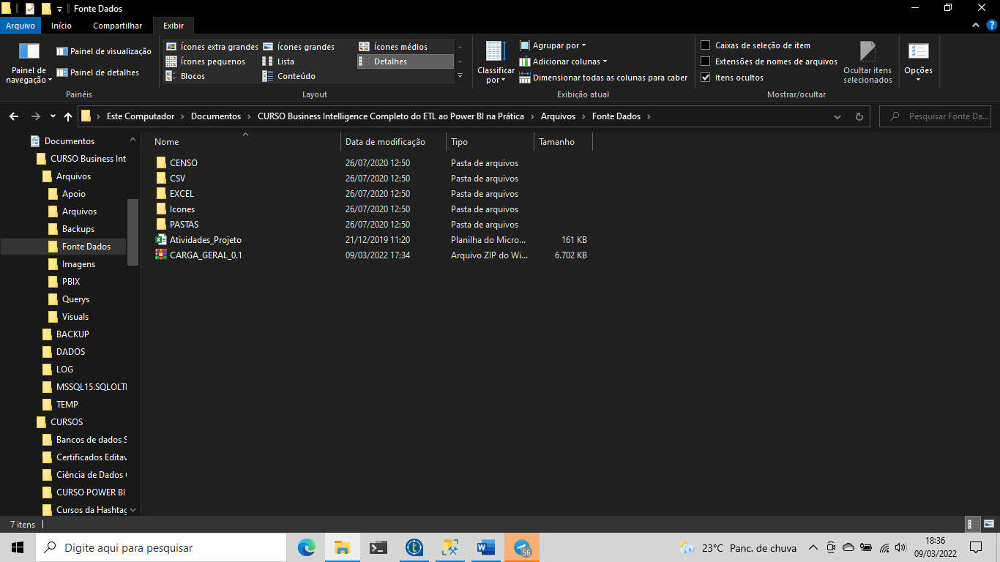 Fonte Dados
Arquivo Início Compartilhar Exibir
Painel de navegação
Painel de visualização
Painel de detalhes
Painéis
Ícones extra grandes Ícones grandes Ícones médios
Ícones pequenos Lista Detalhes
Blocos Conteúdo
Layout
Classificar por
Agrupar por
Adicionar colunas
Dimensionar todas as colunas para caber
Exibição atual
Caixas de seleção de item
Extensões de nomes de arquivos
Itens ocultos
Ocultar itens selecionados
Mostrar/ocultar
Opções
Este Computador Documentos CURSO Business Intelligence Completo do ETL ao Power BI na Prática Arquivos Fonte Dados
Pesquisar Fonte Da...
Documentos
CURSO Business Int
Arquivos
Apoio
Arquivos
Backups
Fonte Dados
Imagens
PBIX
Querys
Visuals
BACKUP
DADOS
LOG
MSSQL15.SQLOLTI
TEMP
CURSOS
Bancos de dados S
Certificados Editav
Ciência de Dados
CURSO POWER BI
Cursos da Hashtag
Nome Data de modificação Tipo Tamanho
CENSO 26/07/2020 12:50 Pasta de arquivos
CSV 26/07/2020 12:50 Pasta de arquivos
EXCEL 26/07/2020 12:50 Pasta de arquivos
Icones 26/07/2020 12:50 Pasta de arquivos
PASTAS 26/07/2020 12:50 Pasta de arquivos
Atividades_Projeto 21/12/2019 11:20 Planilha do Micro... 161 KB
CARGA_GERAL_0.1 09/03/2022 17:34 Arquivo ZIP do Wi... 6.702 KB
7 itens
Digite aqui para pesquisar
56
23°C Panc. de chuva
18:36
09/03/2022